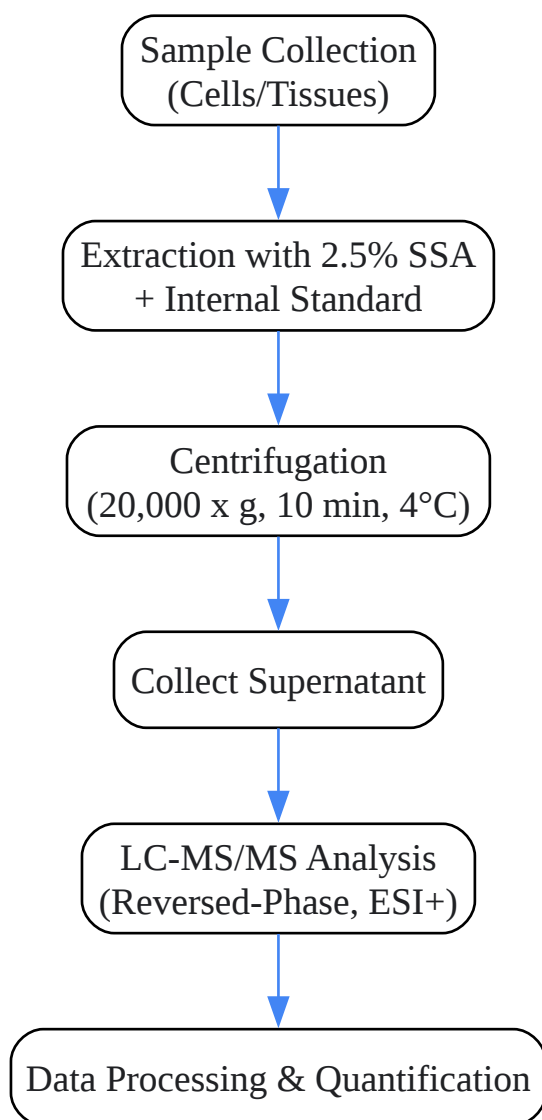 Sample Collection
(Cells/Tissues)
Extraction with 2.5% SSA
+ Internal Standard
Centrifugation
(20,000 x g, 10 min, 4°C)
Collect Supernatant
LC-MS/MS Analysis
(Reversed-Phase, ESI+)
Data Processing & Quantification